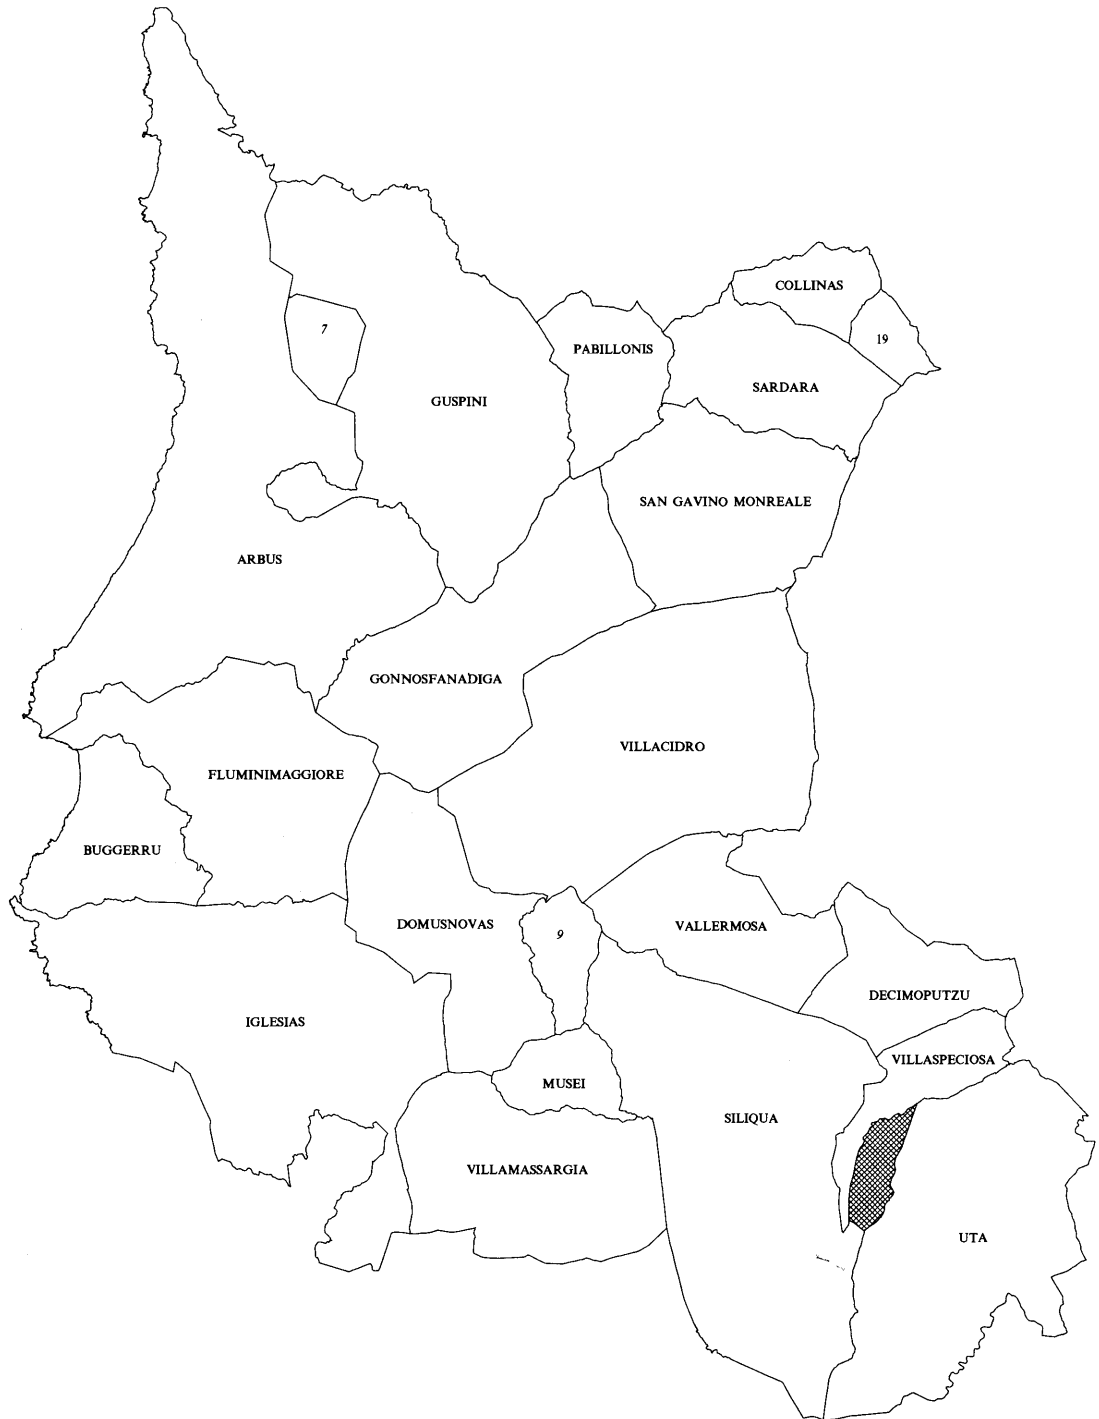 COLLINAS
7
19
PABILLONIS
SARDARA
GUSPINI
SAN GAVINO MONREALE
ARBUS
GONNOSFANADIGA
VILLACIDRO
FLUMINIMAGGIORE
BUGGERRU
DOMUSNOVAS
9
VALLERMOSA
DECIMOPUTZU
IGLESIAS
VILLASPECIOSA
MUSEI
SILIQUA
VILLAMASSARGIA
UTA